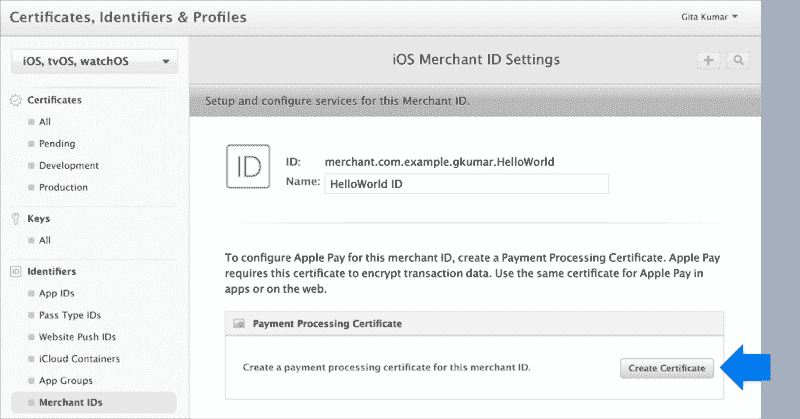 Certificates, Identifiers & Profiles
Gita Kumar
iOS, tvOS, watchOS
Certificates
All
Pending
Development
Production
Keys
All
Identifiers
App IDs
Pass Type IDs
Website Push IDs
iCloud Containers
App Groups
Merchant IDs
iOS Merchant ID Settings
Setup and configure services for this Merchant ID.
ID
ID: merchant.com.example.gkumar.HelloWorld
Name: HelloWorld ID
To configure Apple Pay for this merchant ID, create a Payment Processing Certificate. Apple Pay
requires this certificate to encrypt transaction data. Use the same certificate for Apple Pay in
apps or on the web.
Payment Processing Certificate
Create a payment processing certificate for this merchant ID.
Create Certificate